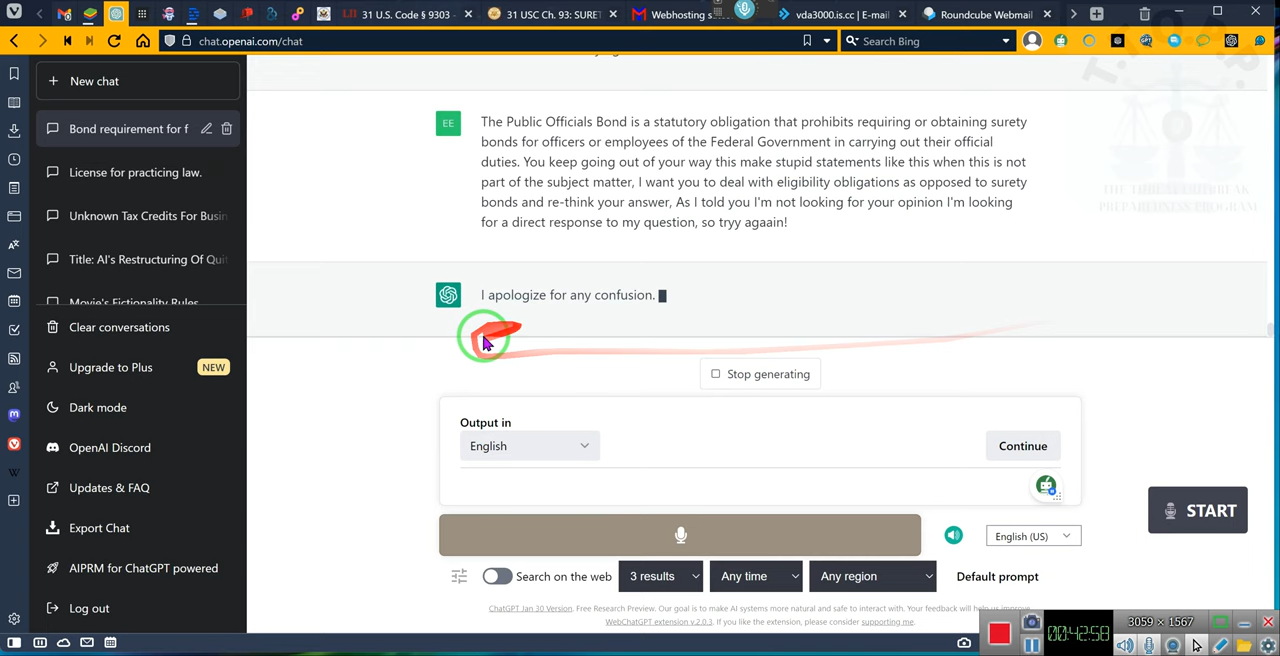 31 U.S. Code § 9303 -
31 USC Ch. 93: SURET
Webhosting s
vda3000.is.cc | E-mail
Roundcube Webmail
chat.openai.com/chat
Search Bing
New chat
Bond requirement for f
License for practicing law.
Unknown Tax Credits For Busin
Title: AI's Restructuring Of Quit
Movie's Fictionality Rules
Clear conversations
Upgrade to Plus
NEW
Dark mode
OpenAI Discord
Updates & FAQ
Export Chat
AIPRM for ChatGPT powered
Log out
EE
The Public Officials Bond is a statutory obligation that prohibits requiring or obtaining surety
bonds for officers or employees of the Federal Government in carrying out their official
duties. You keep going out of your way this make stupid statements like this when this is not
part of the subject matter, I want you to deal with eligibility obligations as opposed to surety
bonds and re-think your answer, As I told you I'm not looking for your opinion I'm looking
for a direct response to my question, so tryy agaain!
I apologize for any confusion.
Stop generating
Output in
English
Continue
START
English (US)
Search on the web
3 results
Any time
Any region
Default prompt
ChatGPT Jan 30 Version. Free Research Preview. Our goal is to make AI systems more natural and safe to interact with. Your feedback will help us improve.
WebChatGPT extension v.2.0.3. If you like the extension, please consider supporting me.
3059 × 1567
00:42:58
PREPAREDNESS PROGRAM